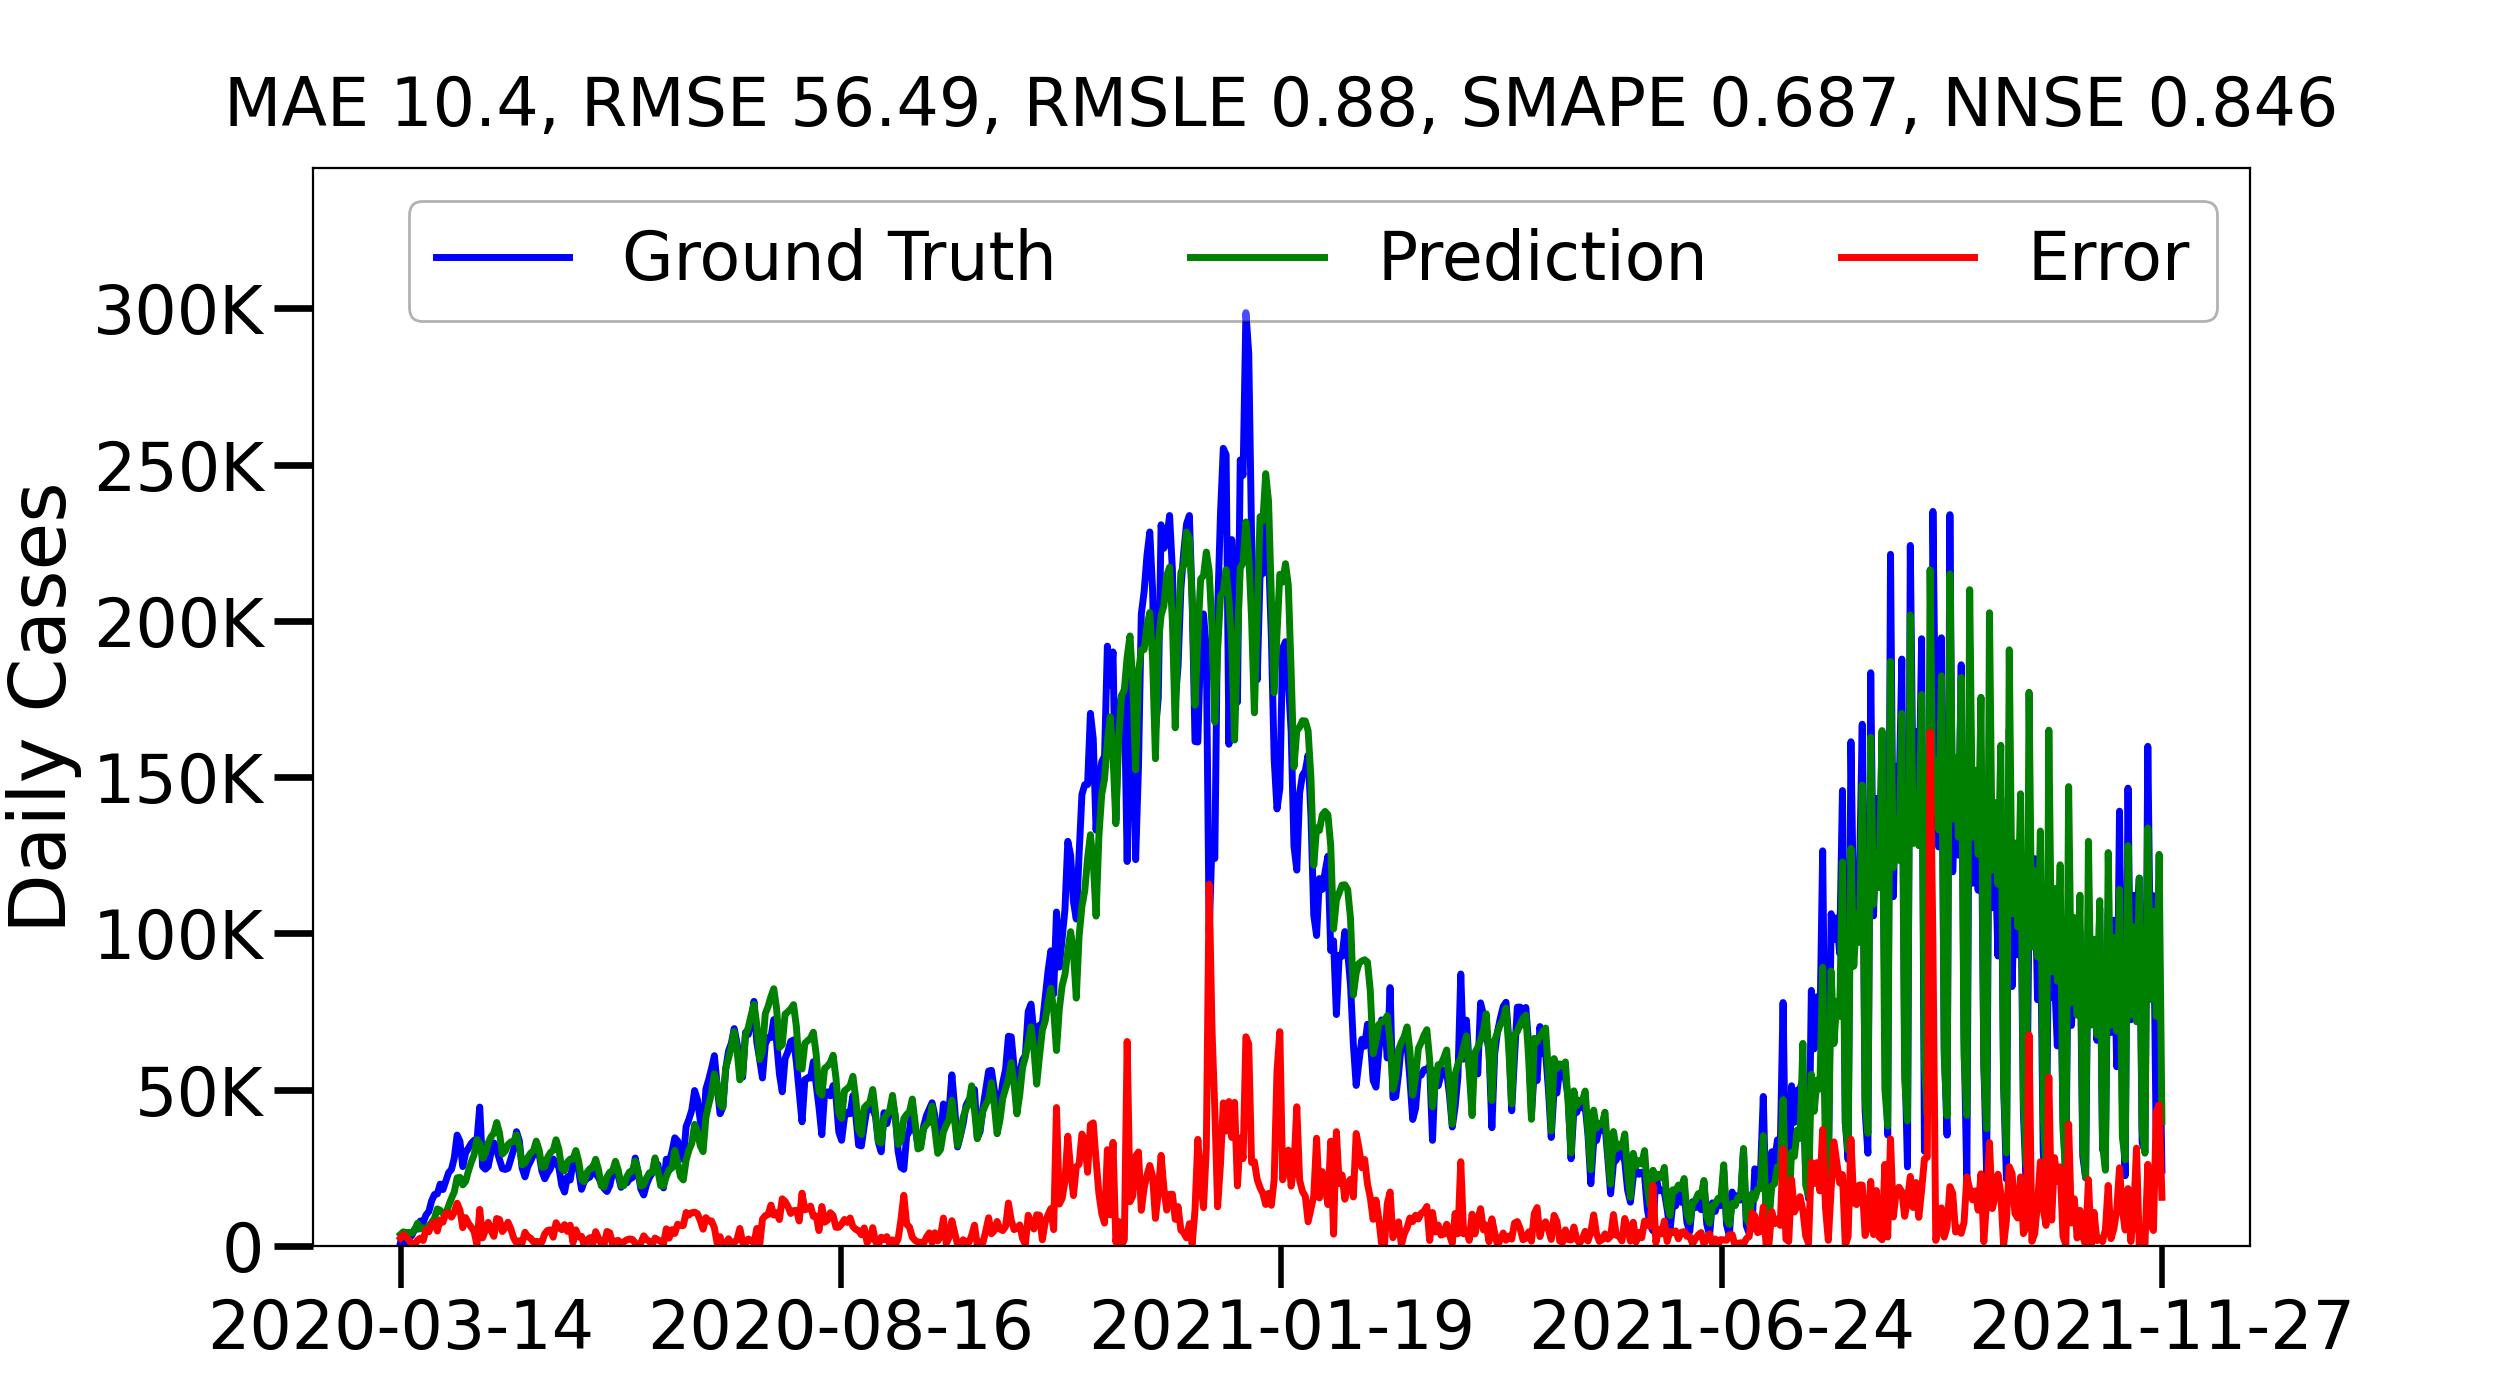 MAE 10.4, RMSE 56.49, RMSLE 0.88, SMAPE 0.687, NNSE 0.846
Ground Truth Prediction Error
Daily Cases
300K
250K
200K
150K
100K
50K
0
2020-03-14 2020-08-16 2021-01-19 2021-06-24 2021-11-27